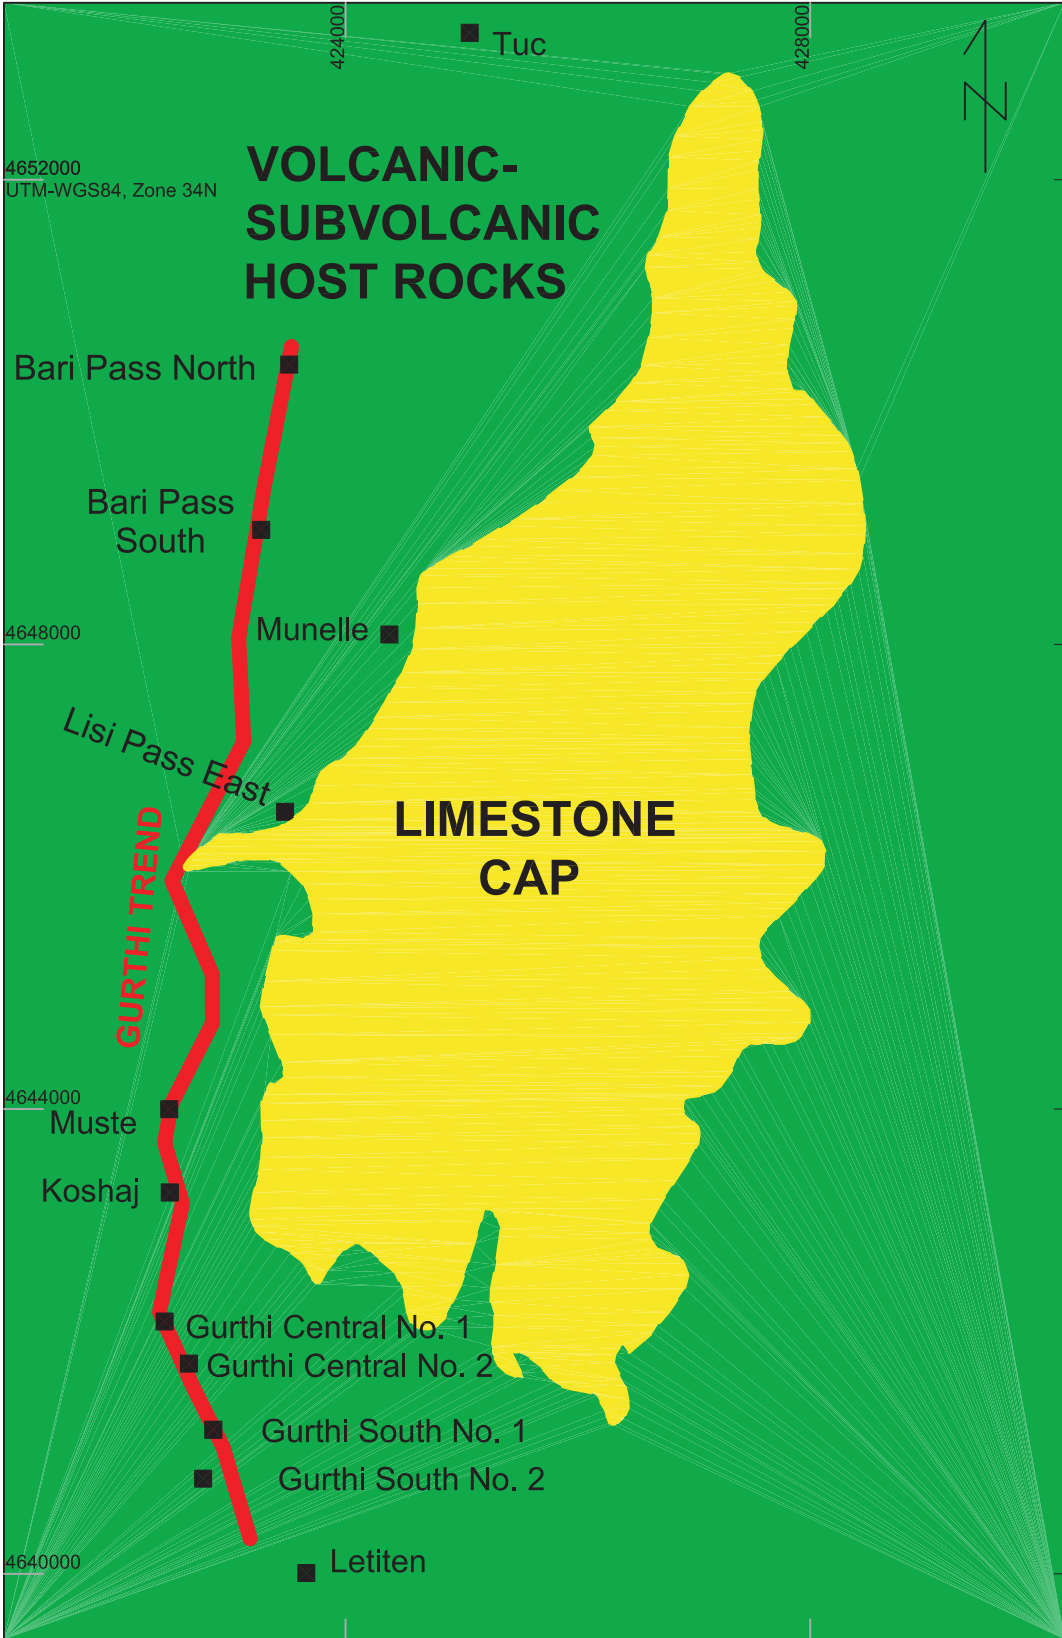 424000
428000
Tuc
N
4652000
UTM-WGS84, Zone 34N
VOLCANIC-
SUBVOLCANIC
HOST ROCKS
Bari Pass North
Bari Pass
South
4648000
Munelle
Lisi Pass East
GURTHI TREND
LIMESTONE
CAP
4644000
Muste
Koshaj
Gurthi Central No. 1
Gurthi Central No. 2
Gurthi South No. 1
Gurthi South No. 2
4640000
Letiten